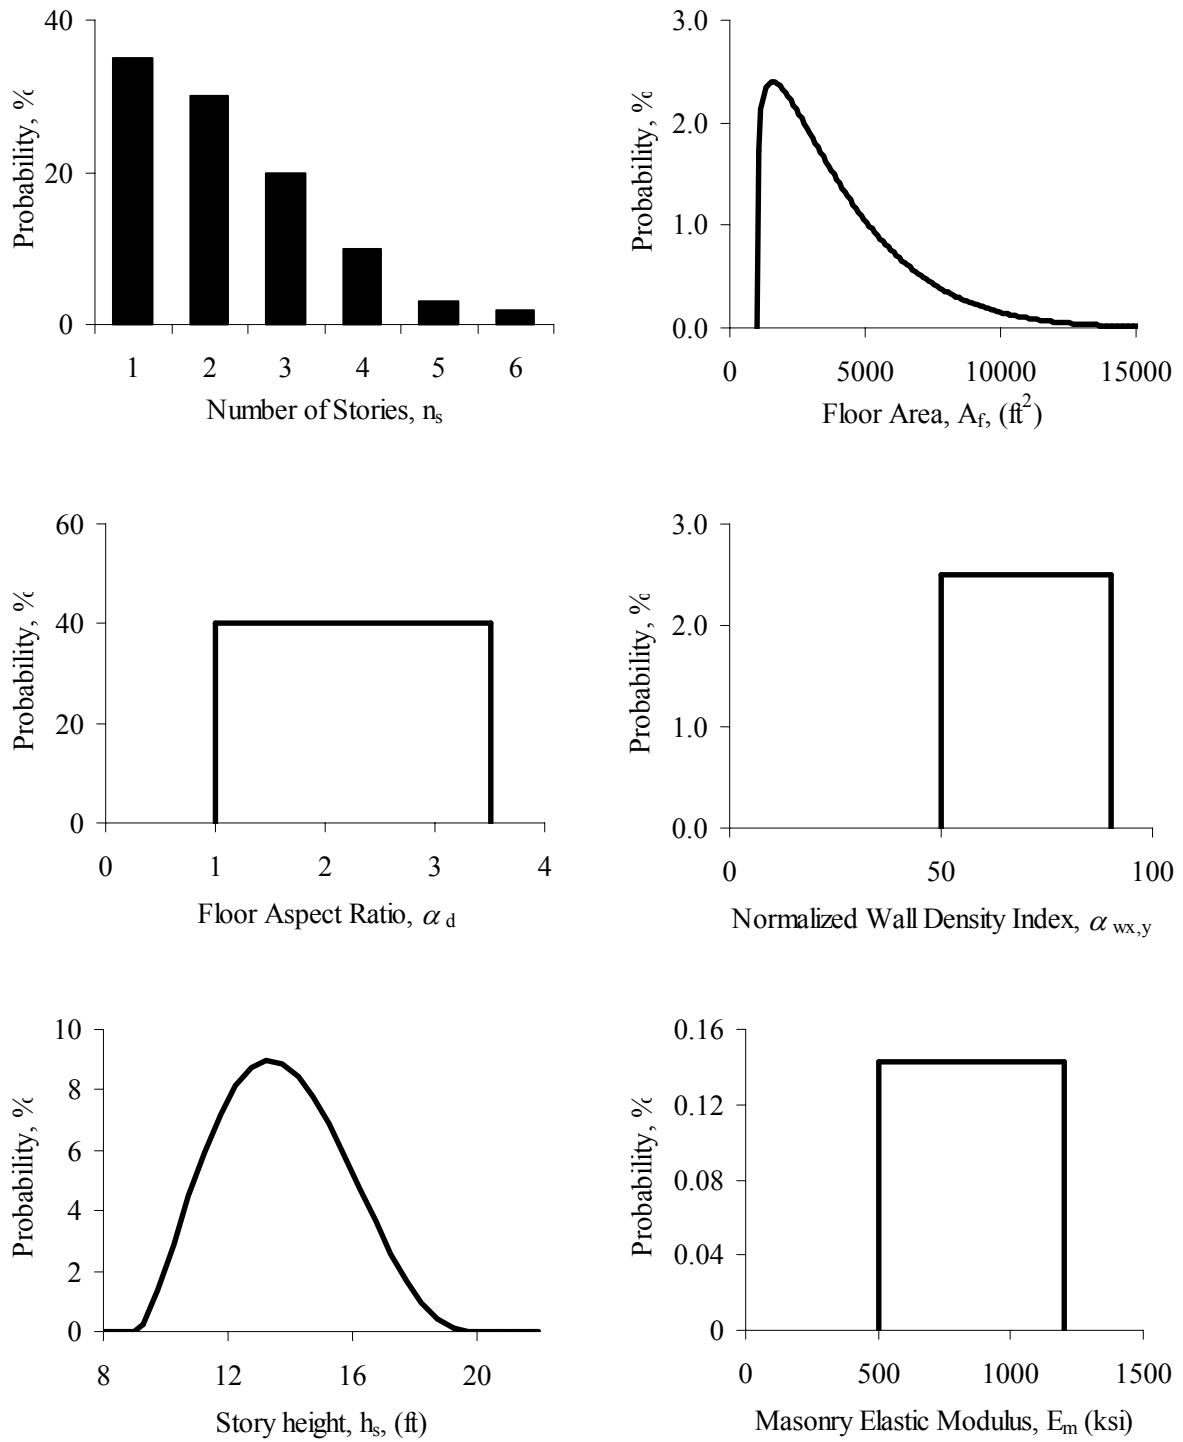 40
20
0
Probability, %
1 2 3 4 5 6
Number of Stories, n_s
3.0
2.0
1.0
0.0
Probability, %
0 5000 10000 15000
Floor Area, A_f, (ft²)
60
40
20
0
Probability, %
0 1 2 3 4
Floor Aspect Ratio, α_d
3.0
2.0
1.0
0.0
Probability, %
0 50 100
Normalized Wall Density Index, α_wx,y
10
8
6
4
2
0
Probability, %
8 12 16 20
Story height, h_s, (ft)
0.16
0.12
0.08
0.04
0
Probability, %
0 500 1000 1500
Masonry Elastic Modulus, E_m (ksi)